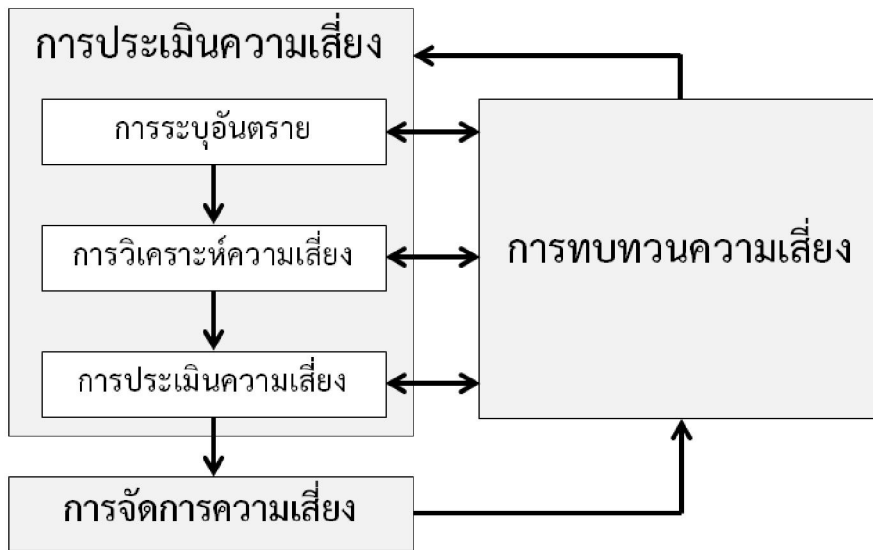 การประเมินความเสี่ยง
การระบุอันตราย
การวิเคราะห์ความเสี่ยง
การประเมินความเสี่ยง
การจัดการความเสี่ยง
การทบทวนความเสี่ยง